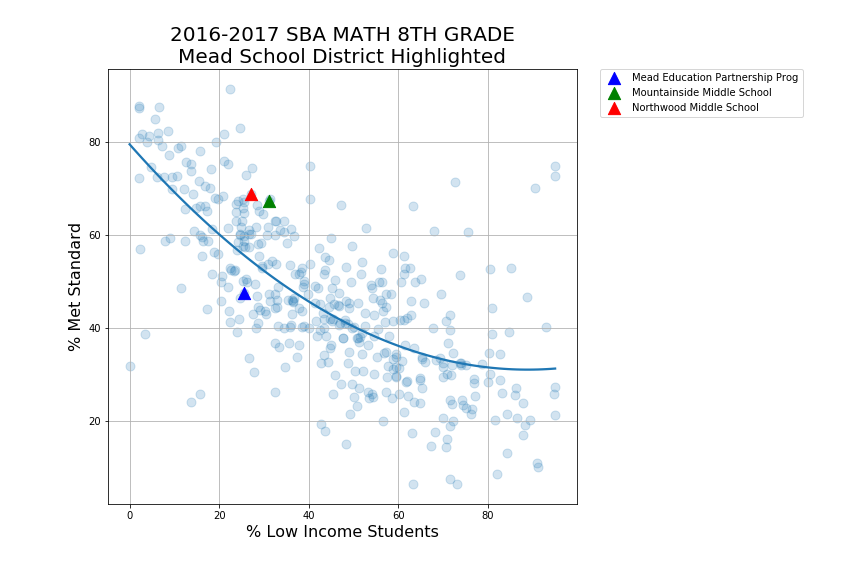 2016-2017 SBA MATH 8TH GRADE
Mead School District Highlighted
Mead Education Partnership Prog
Mountainside Middle School
Northwood Middle School
% Met Standard
80
60
40
20
0
20
40
60
80
% Low Income Students